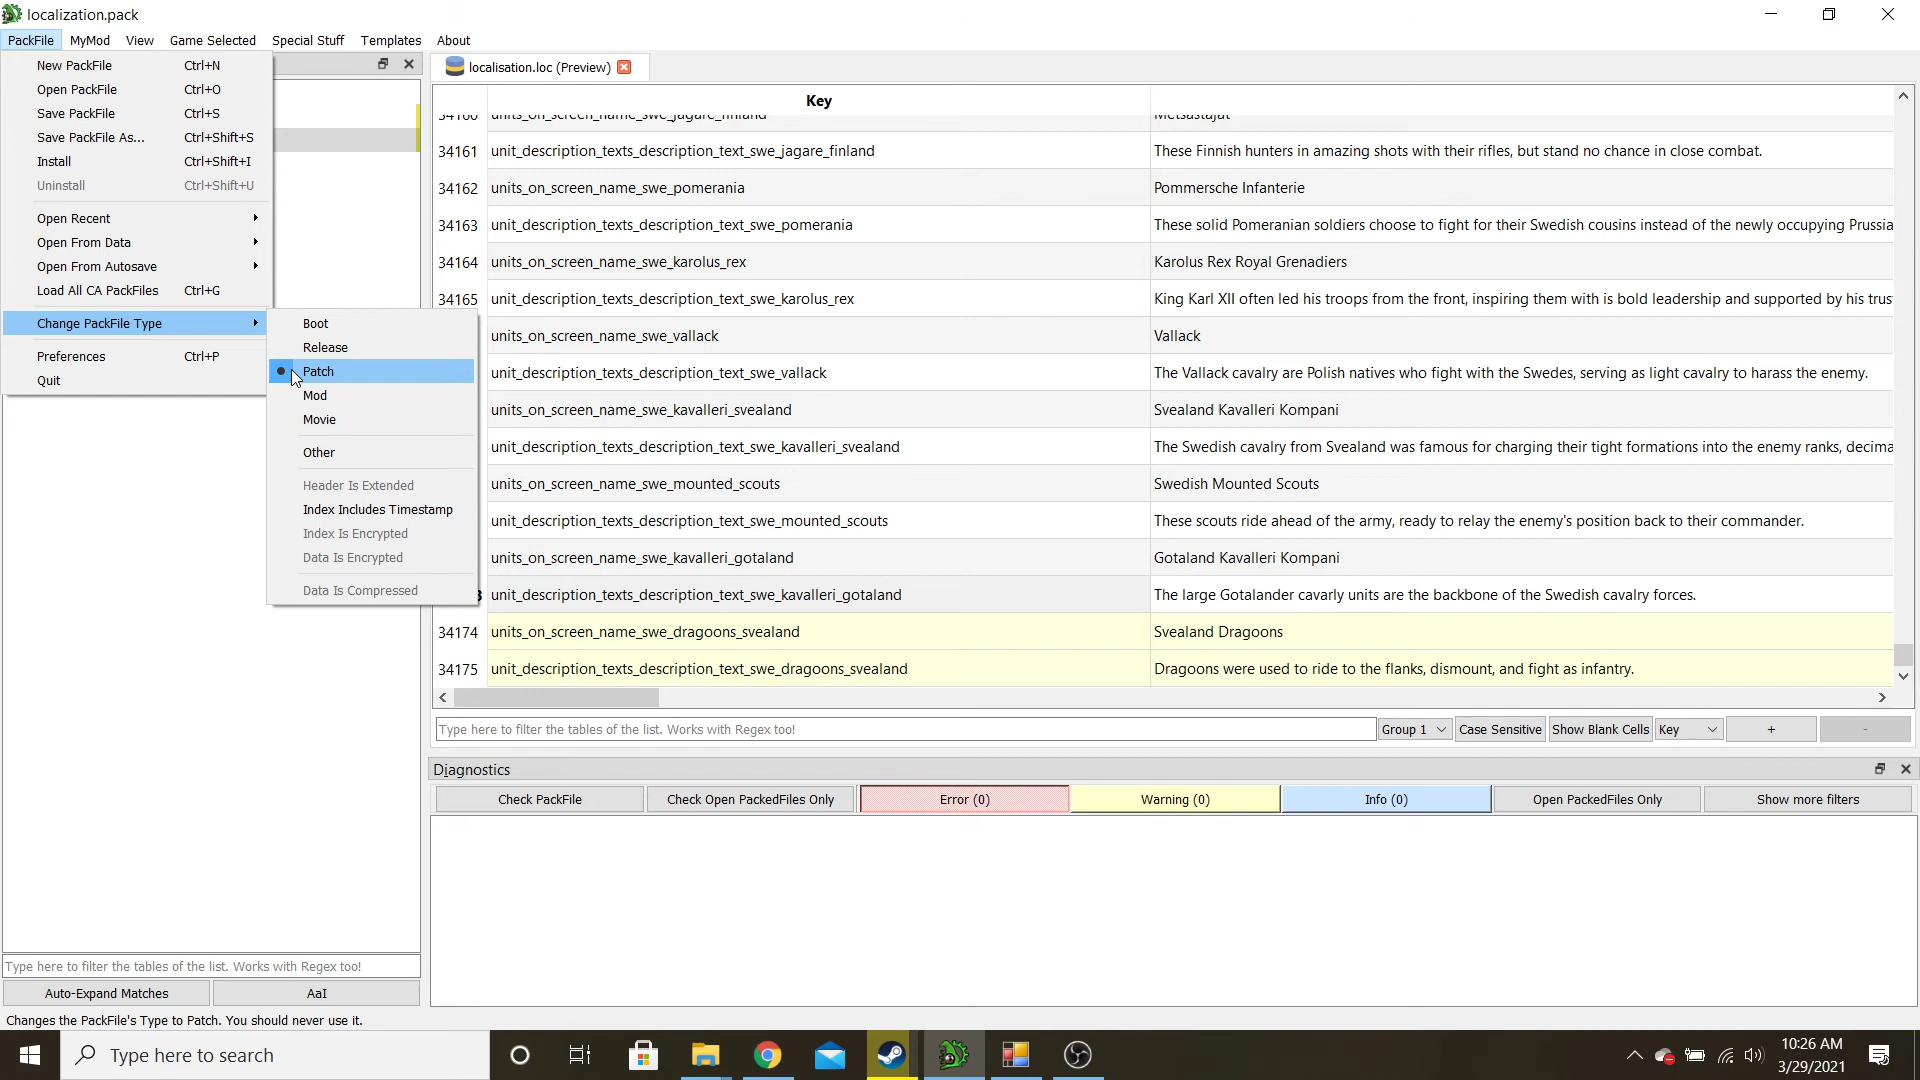 localization.pack
PackFile MyMod View Game Selected Special Stuff Templates About
New PackFile Ctrl+N
Open PackFile Ctrl+O
Save PackFile Ctrl+S
Save PackFile As... Ctrl+Shift+S
Install Ctrl+Shift+I
Uninstall Ctrl+Shift+U
Open Recent
Open From Data
Open From Autosave
Load All CA PackFiles Ctrl+G
Change PackFile Type
Preferences Ctrl+P
Quit
Boot
Release
Patch
Mod
Movie
Other
Header Is Extended
Index Includes Timestamp
Index Is Encrypted
Data Is Encrypted
Data Is Compressed
localisation.loc (Preview)
Key
34160 units_on_screen_name_swe_jagare_finland Metsästäjät
34161 unit_description_texts_description_text_swe_jagare_finland These Finnish hunters in amazing shots with their rifles, but stand no chance in close combat.
34162 units_on_screen_name_swe_pomerania Pommersche Infanterie
34163 unit_description_texts_description_text_swe_pomerania These solid Pomeranian soldiers choose to fight for their Swedish cousins instead of the newly occupying Prussia
34164 units_on_screen_name_swe_karolus_rex Karolus Rex Royal Grenadiers
34165 unit_description_texts_description_text_swe_karolus_rex King Karl XII often led his troops from the front, inspiring them with is bold leadership and supported by his trus
units_on_screen_name_swe_vallack Vallack
unit_description_texts_description_text_swe_vallack The Vallack cavalry are Polish natives who fight with the Swedes, serving as light cavalry to harass the enemy.
units_on_screen_name_swe_kavalleri_svealand Svealand Kavalleri Kompani
unit_description_texts_description_text_swe_kavalleri_svealand The Swedish cavalry from Svealand was famous for charging their tight formations into the enemy ranks, decima
units_on_screen_name_swe_mounted_scouts Swedish Mounted Scouts
unit_description_texts_description_text_swe_mounted_scouts These scouts ride ahead of the army, ready to relay the enemy's position back to their commander.
units_on_screen_name_swe_kavalleri_gotaland Gotaland Kavalleri Kompani
3 unit_description_texts_description_text_swe_kavalleri_gotaland The large Gotalander cavarly units are the backbone of the Swedish cavalry forces.
34174 units_on_screen_name_swe_dragoons_svealand Svealand Dragoons
34175 unit_description_texts_description_text_swe_dragoons_svealand Dragoons were used to ride to the flanks, dismount, and fight as infantry.
Type here to filter the tables of the list. Works with Regex too! Group 1 Case Sensitive Show Blank Cells Key + -
Diagnostics
Check PackFile Check Open PackedFiles Only Error (0) Warning (0) Info (0) Open PackedFiles Only Show more filters
Type here to filter the tables of the list. Works with Regex too!
Auto-Expand Matches AaI
Changes the PackFile's Type to Patch. You should never use it.
Type here to search
10:26 AM
3/29/2021